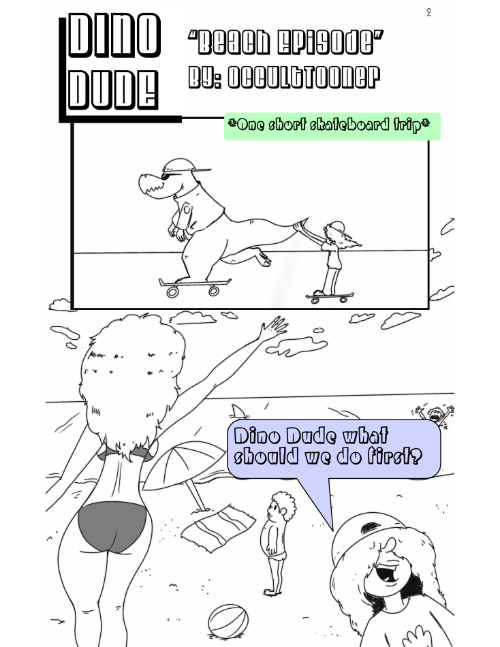 2
DINO
DUDE
"Beach Episode"
By: OccultTooner
*One short skateboard trip*
Dino Dude what
should we do first?